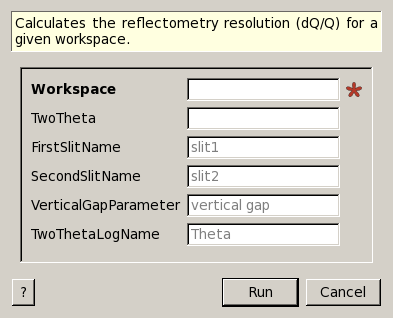 Calculates the reflectometry resolution (dQ/Q) for a
given workspace.
Workspace
TwoTheta
FirstSlitName slit1
SecondSlitName slit2
VerticalGapParameter vertical gap
TwoThetaLogName Theta
? Run Cancel